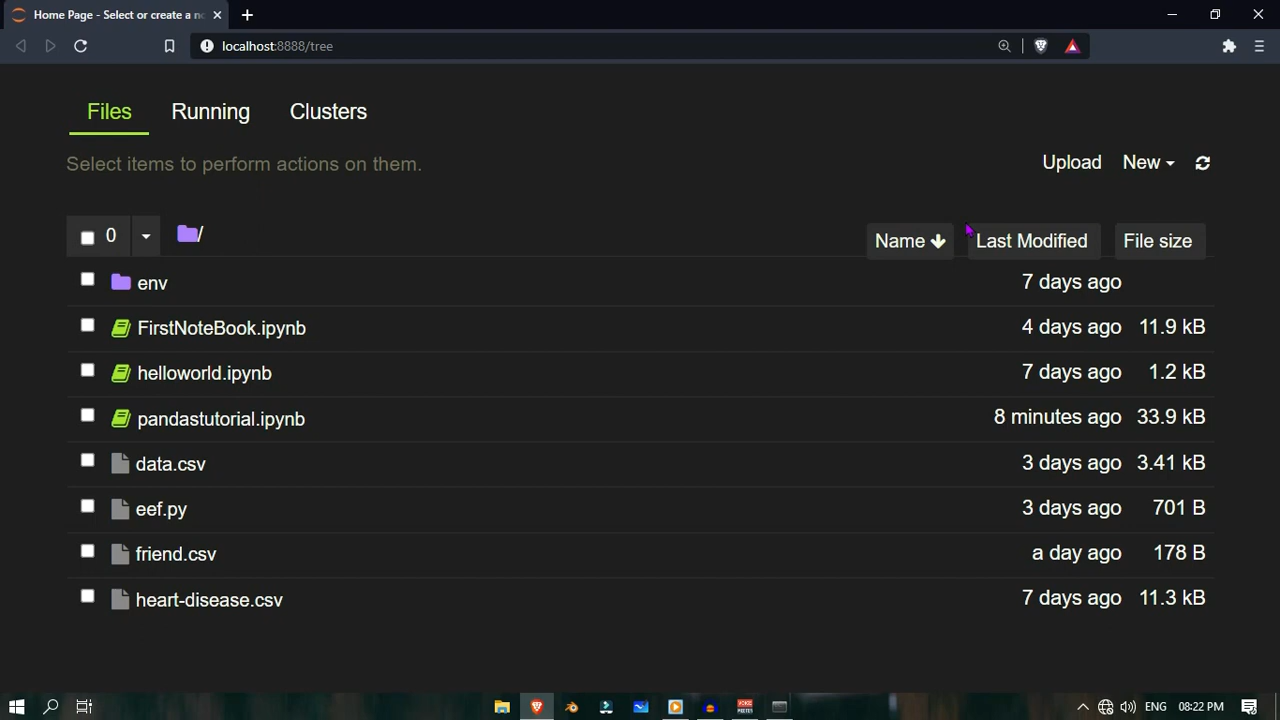 Home Page - Select or create a n
localhost:8888/tree
Files Running Clusters
Select items to perform actions on them.
Upload New
0 / Name Last Modified File size
env 7 days ago
FirstNoteBook.ipynb 4 days ago 11.9 kB
helloworld.ipynb 7 days ago 1.2 kB
pandastutorial.ipynb 8 minutes ago 33.9 kB
data.csv 3 days ago 3.41 kB
eef.py 3 days ago 701 B
friend.csv a day ago 178 B
heart-disease.csv 7 days ago 11.3 kB
ENG 08:22 PM